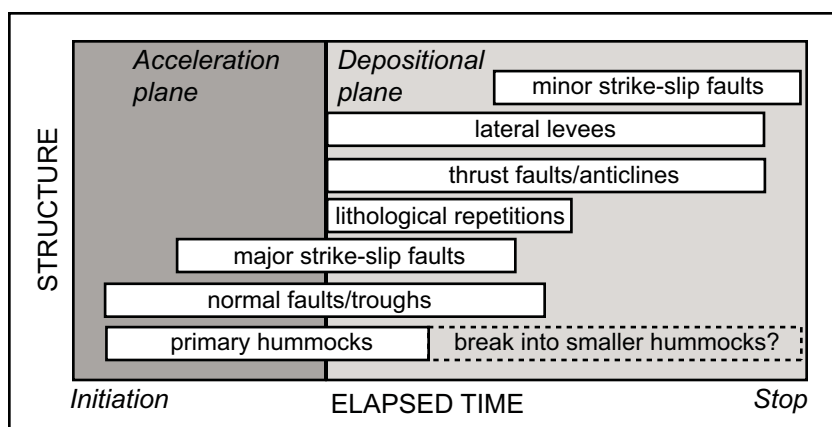 Acceleration
plane
Depositional
plane
minor strike-slip faults
lateral levees
thrust faults/anticlines
lithological repetitions
major strike-slip faults
normal faults/troughs
primary hummocks
break into smaller hummocks?
STRUCTURE
Initiation
ELAPSED TIME
Stop